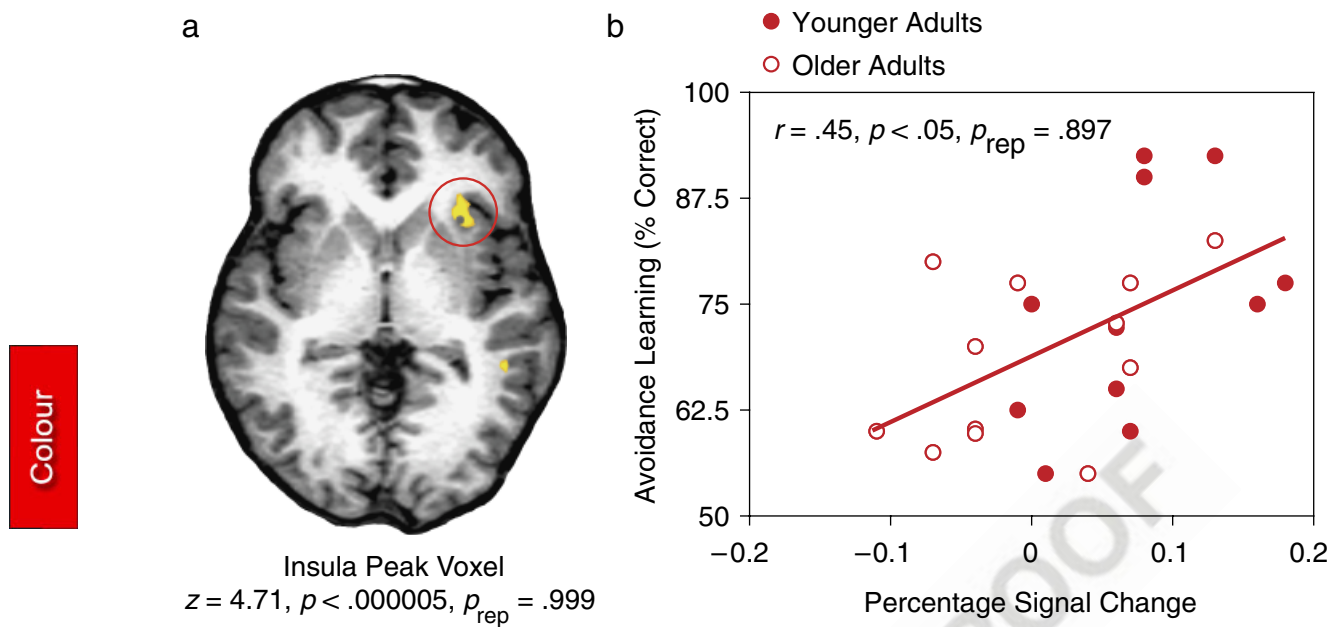 a
Insula Peak Voxel
z = 4.71, p < .000005, prep = .999
b
Younger Adults
Older Adults
r = .45, p < .05, prep = .897
Avoidance Learning (% Correct)
100
87.5
75
62.5
50
−0.2
−0.1
0
0.1
0.2
Percentage Signal Change
Colour